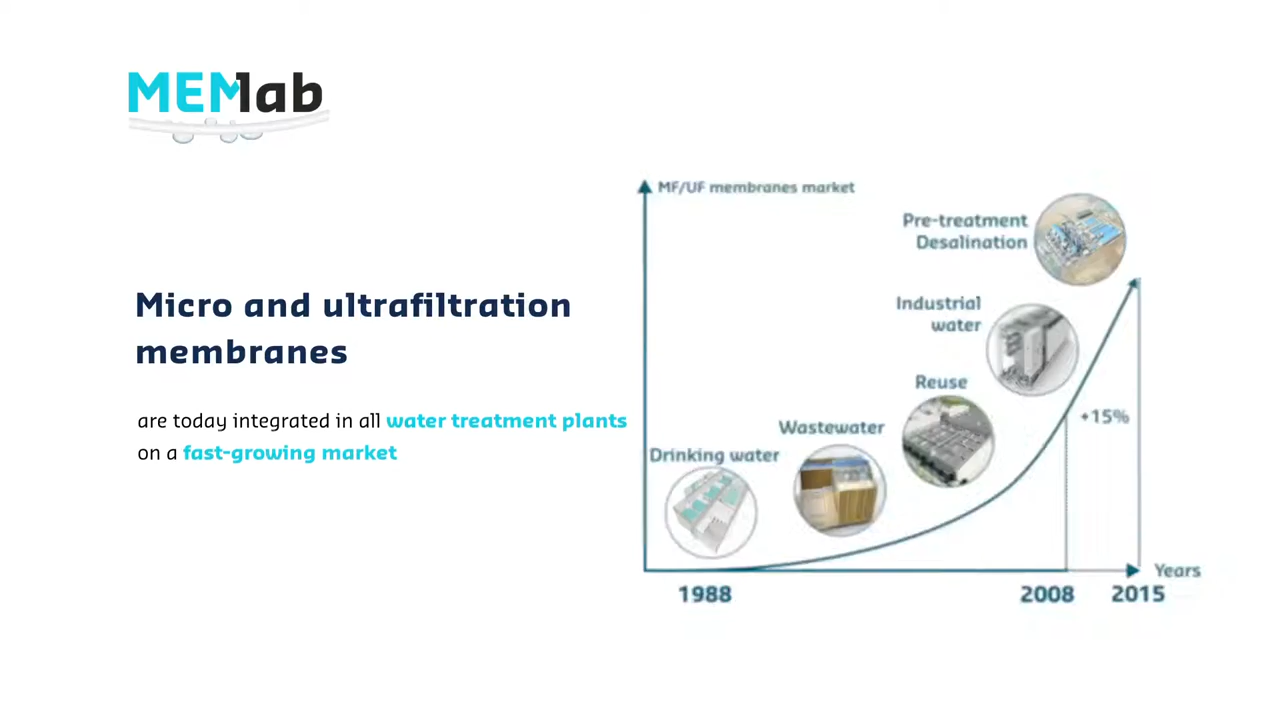 MEMlab
Micro and ultrafiltration
membranes
are today integrated in all water treatment plants
on a fast-growing market
MF/UF membranes market
Pre-treatment
Desalination
Industrial
water
Reuse
+15%
Wastewater
Drinking water
Years
1988
2008
2015